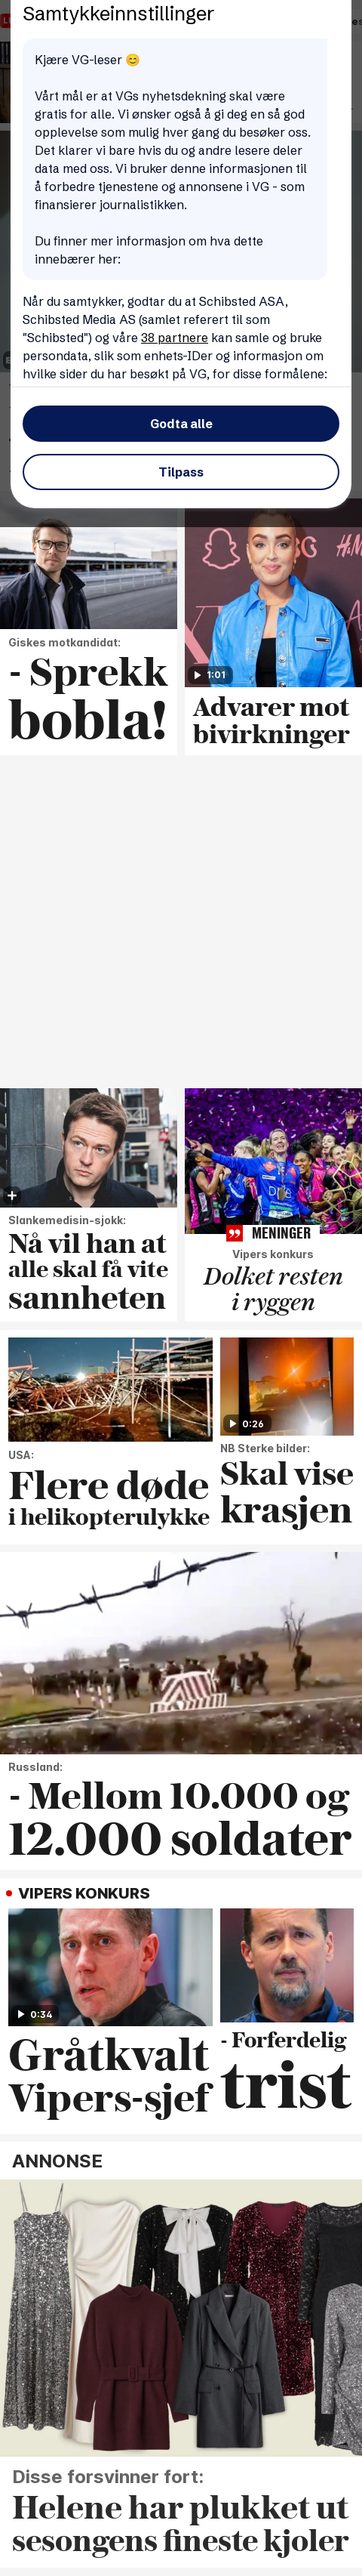 Samtykkeinnstillinger
Kjære VG-leser 😊
Vårt mål er at VGs nyhetsdekning skal være
gratis for alle. Vi ønsker også å gi deg en så god
opplevelse som mulig hver gang du besøker oss.
Det klarer vi bare hvis du og andre lesere deler
data med oss. Vi bruker denne informasjonen til
å forbedre tjenestene og annonsene i VG - som
finansierer journalistikken.
Du finner mer informasjon om hva dette
innebærer her:
Når du samtykker, godtar du at Schibsted ASA,
Schibsted Media AS (samlet referert til som
"Schibsted") og våre 38 partnere kan samle og bruke
persondata, slik som enhets-IDer og informasjon om
hvilke sider du har besøkt på VG, for disse formålene:
Godta alle
Tilpass
Giskes motkandidat:
- Sprekk
bobla!
1:01
Advarer mot
bivirkninger
Slankemedisin-sjokk:
Nå vil han at
alle skal få vite
sannheten
MENINGER
Vipers konkurs
Dolket resten
i ryggen
USA:
Flere døde
i helikopterulykke
0:26
NB Sterke bilder:
Skal vise
krasjen
Russland:
- Mellom 10.000 og
12.000 soldater
VIPERS KONKURS
0:34
Gråtkvalt
Vipers-sjef
- Forferdelig
trist
ANNONSE
Disse forsvinner fort:
Helene har plukket ut
sesongens fineste kjoler